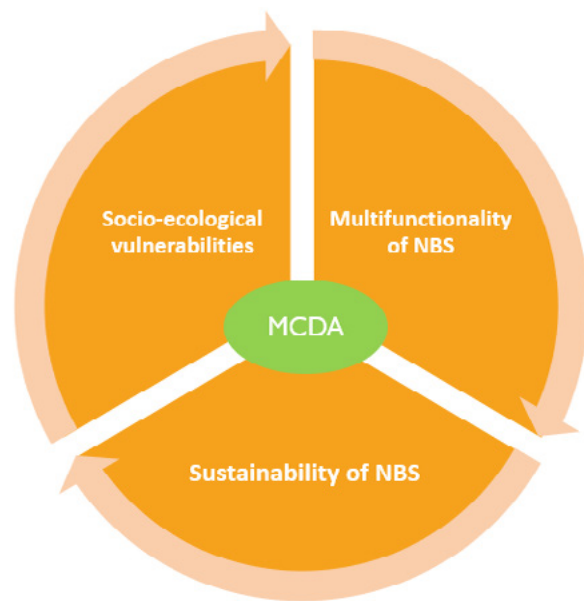 Socio-ecological
vulnerabilities
Multifunctionality
of NBS
MCDA
Sustainability of NBS